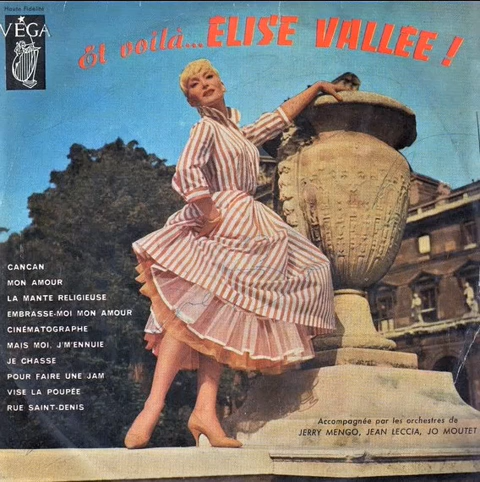 Haute Fidélité
VÉGA
Et voilà... ELISE VALLÉE !
CANCAN
MON AMOUR
LA MANTE RELIGIEUSE
EMBRASSE-MOI MON AMOUR
CINÉMATOGRAPHE
MAIS MOI, J'M'ENNUIE
JE CHASSE
POUR FAIRE UNE JAM
VISE LA POUPÉE
RUE SAINT-DENIS
Accompagnée par les orchestres de
JERRY MENGO, JEAN LECCIA, JO MOUTET